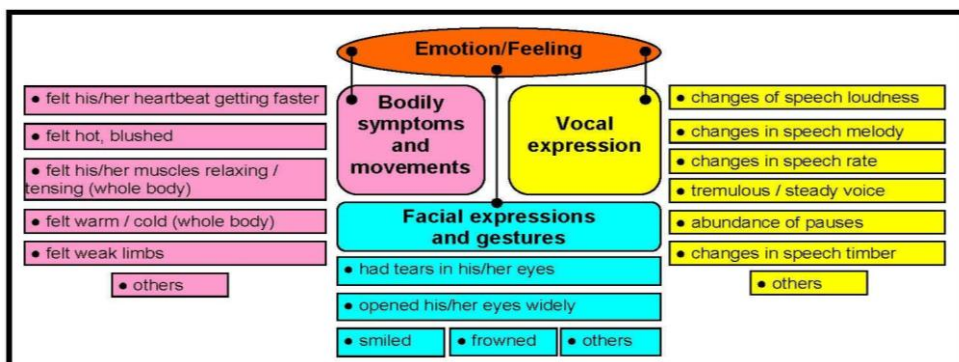 Emotion/Feeling
Bodily
symptoms
and
movements
Vocal
expression
Facial expressions
and gestures
● felt his/her heartbeat getting faster
● felt hot, blushed
● felt his/her muscles relaxing /
tensing (whole body)
● felt warm / cold (whole body)
● felt weak limbs
● others
● had tears in his/her eyes
● opened his/her eyes widely
● smiled
● frowned
● others
● changes of speech loudness
● changes in speech melody
● changes in speech rate
● tremulous / steady voice
● abundance of pauses
● changes in speech timber
● others